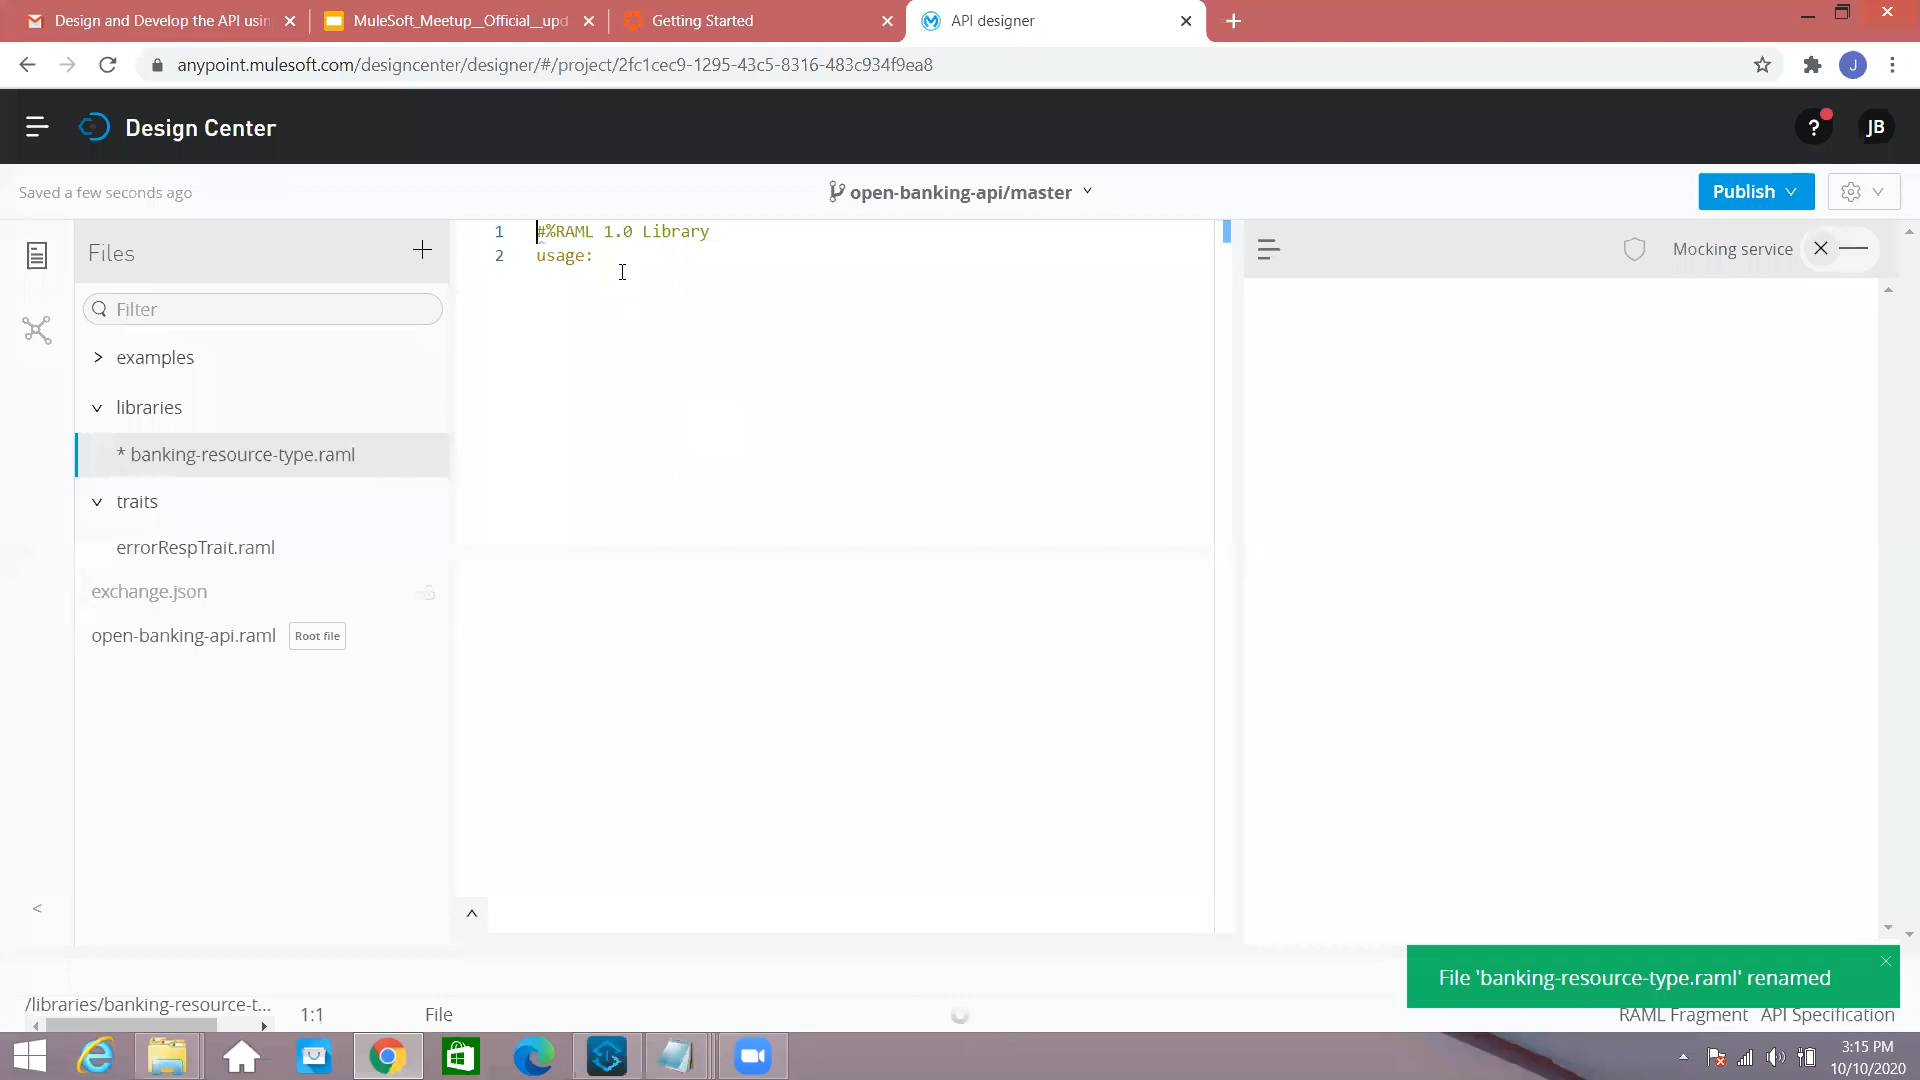 Design and Develop the API usin
MuleSoft_Meetup__Official__upd
Getting Started
API designer
anypoint.mulesoft.com/designcenter/designer/#/project/2fc1cec9-1295-43c5-8316-483c934f9ea8
J
Design Center
?
JB
Saved a few seconds ago
open-banking-api/master
Publish
Files
Filter
examples
libraries
* banking-resource-type.raml
traits
errorRespTrait.raml
exchange.json
open-banking-api.raml Root file
1 #%RAML 1.0 Library
2 usage:
Mocking service
File 'banking-resource-type.raml' renamed
/libraries/banking-resource-t...
1:1
File
RAML Fragment API Specification
3:15 PM
10/10/2020